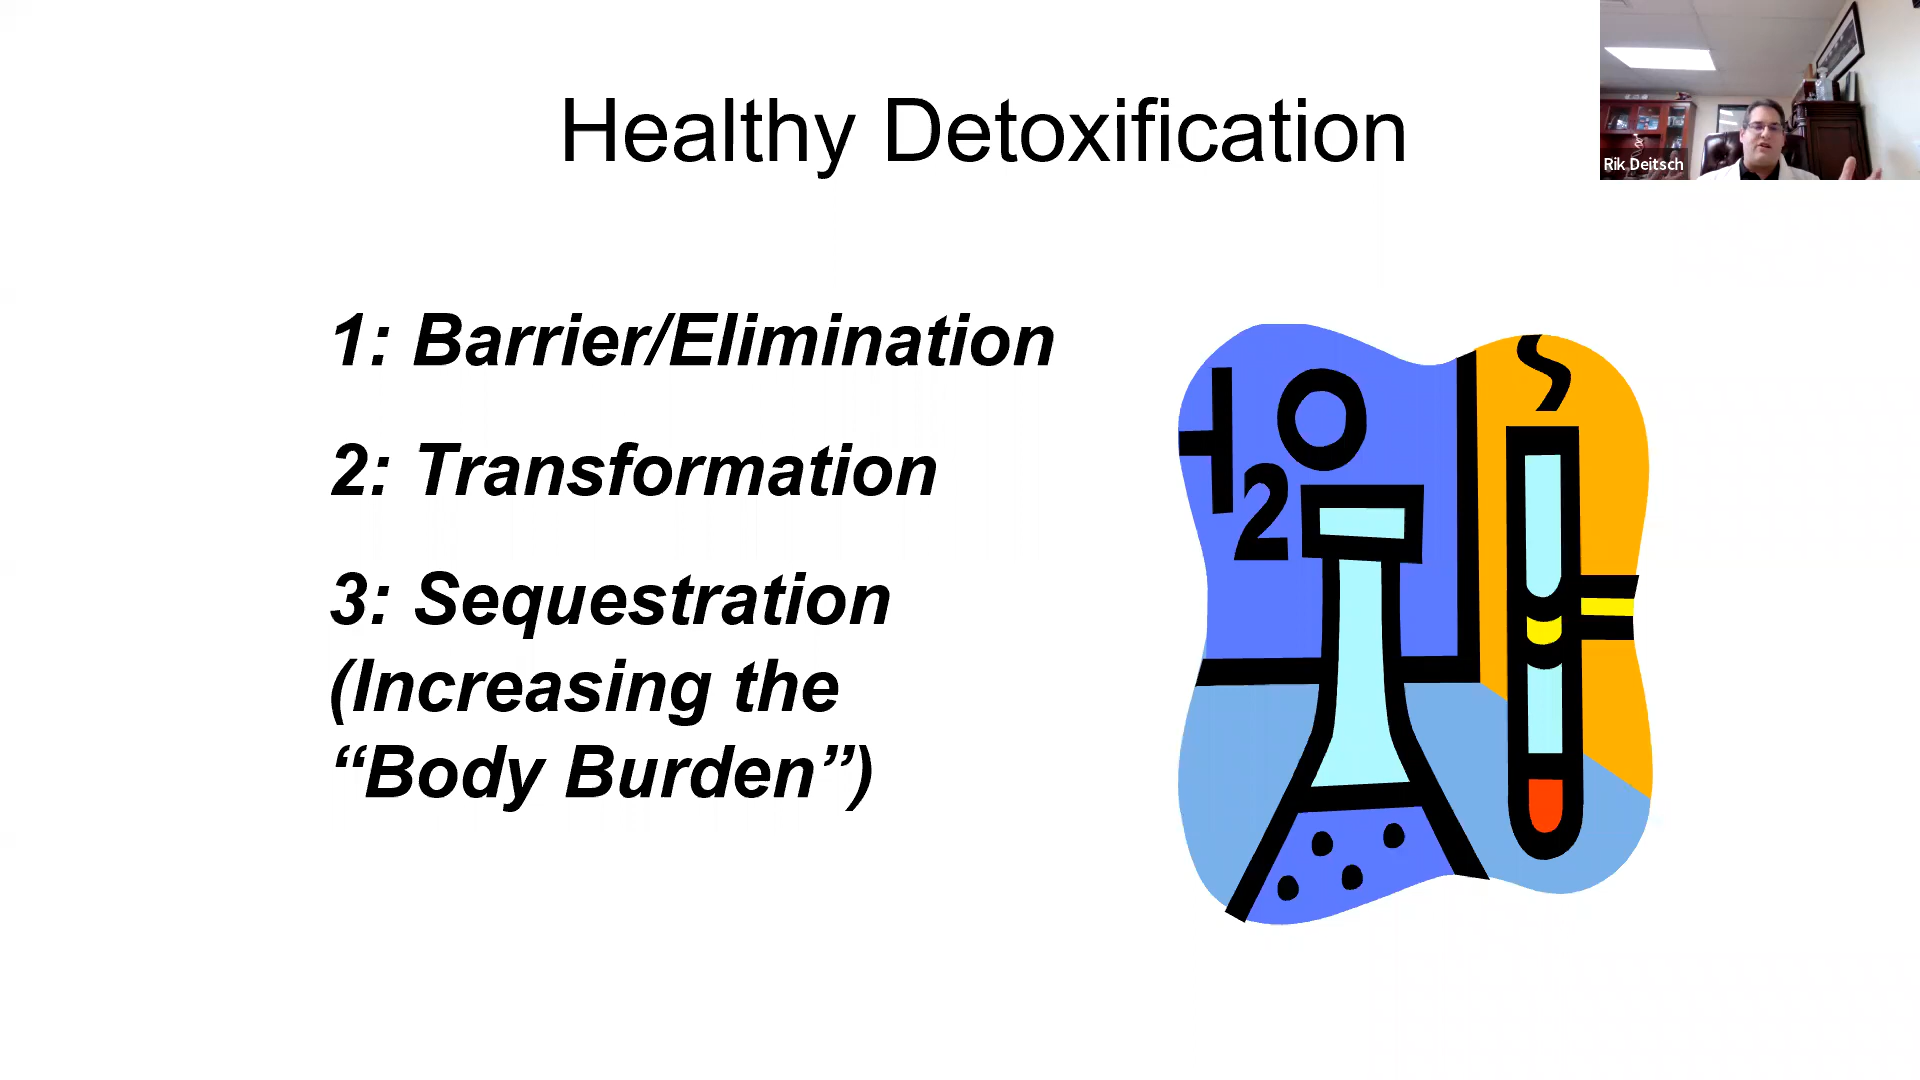 Healthy Detoxification
Rik Deitsch
1: Barrier/Elimination
2: Transformation
3: Sequestration
(Increasing the
“Body Burden”)
H2O